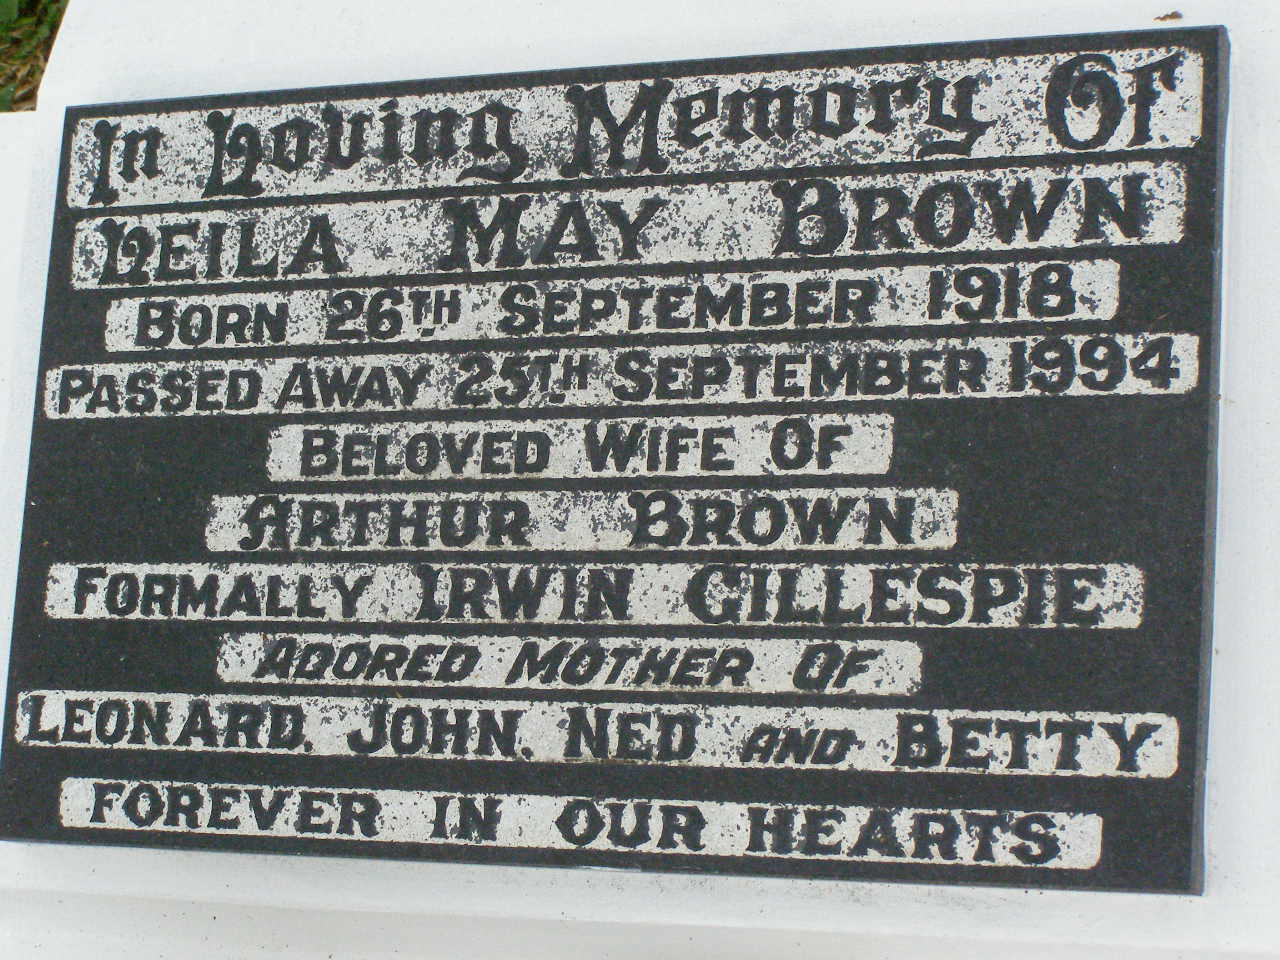 In Loving Memory Of
LEILA MAY BROWN
BORN 26TH SEPTEMBER 1918
PASSED AWAY 25TH SEPTEMBER 1994
BELOVED WIFE OF
ARTHUR BROWN
FORMALLY IRWIN GILLESPIE
ADORED MOTHER OF
LEONARD. JOHN. NED AND BETTY
FOREVER IN OUR HEARTS